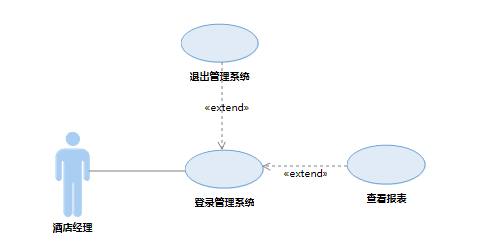 退出管理系统
«extend»
登录管理系统
«extend»
查看报表
酒店经理